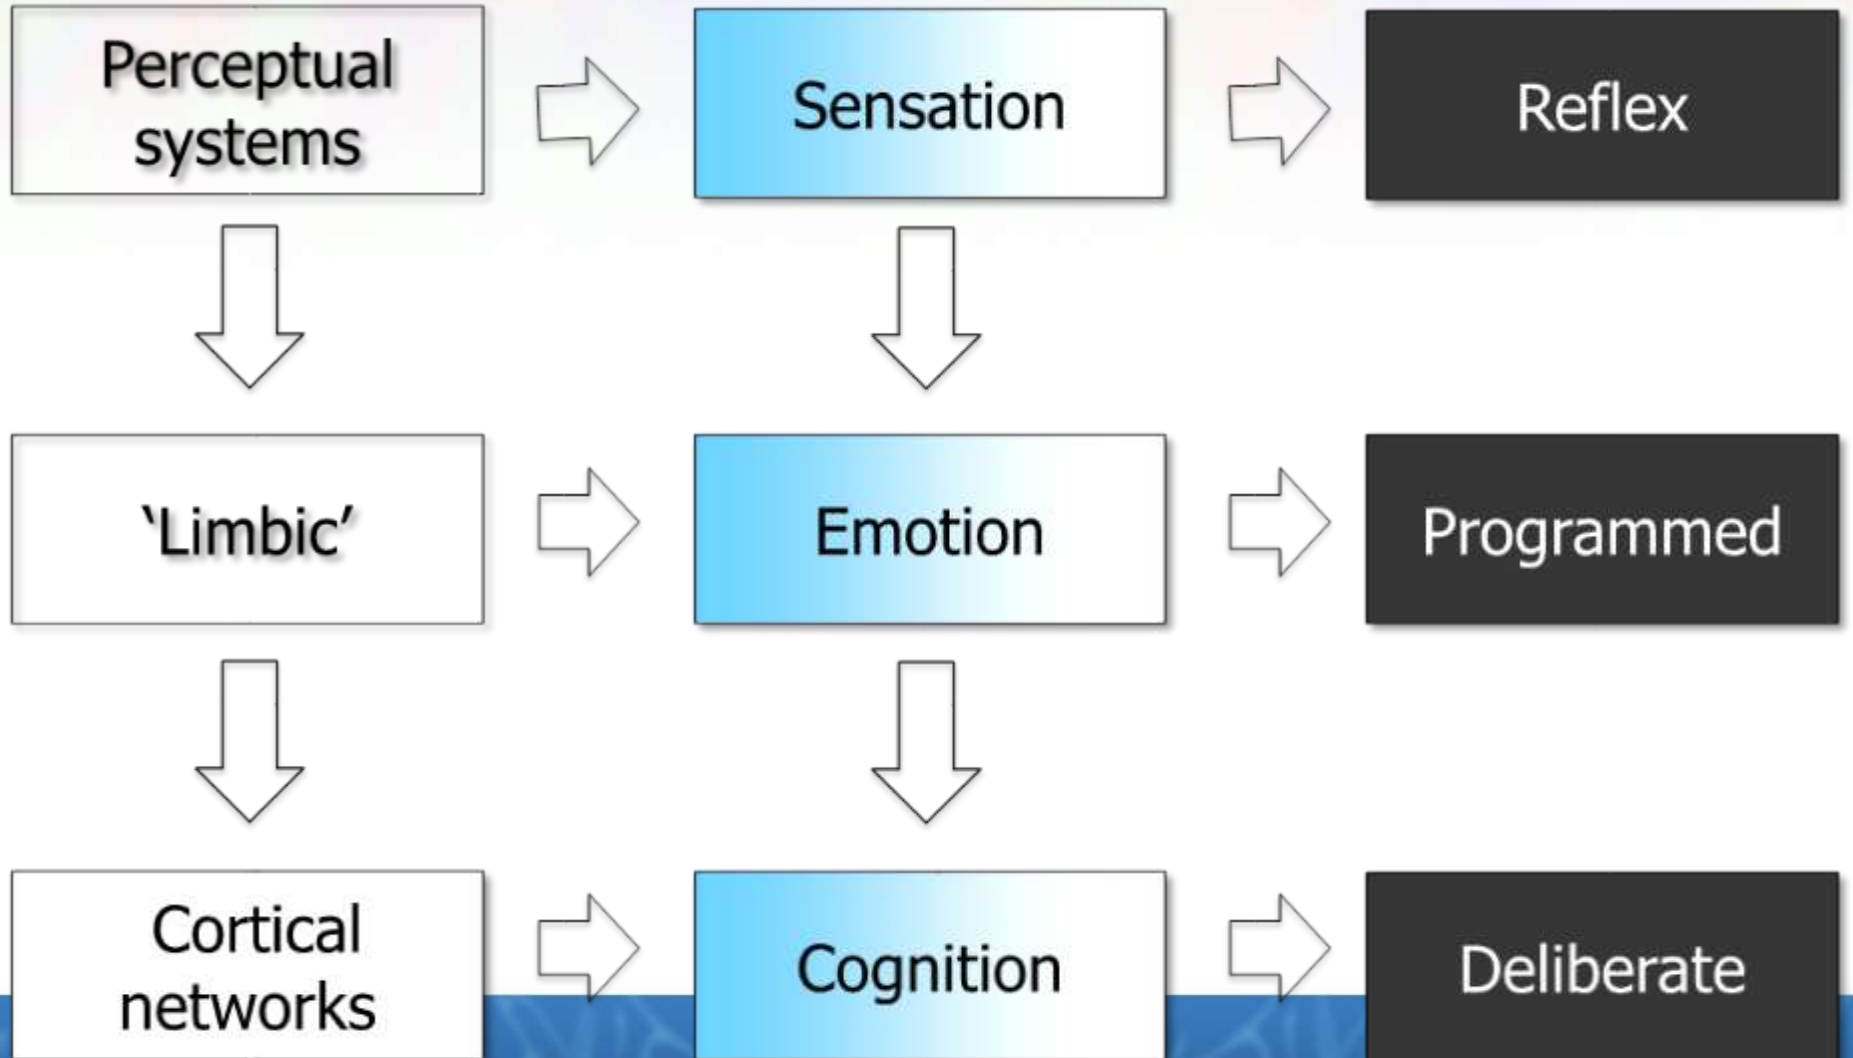 Perceptual
systems
Sensation
Reflex
‘Limbic’
Emotion
Programmed
Cortical
networks
Cognition
Deliberate